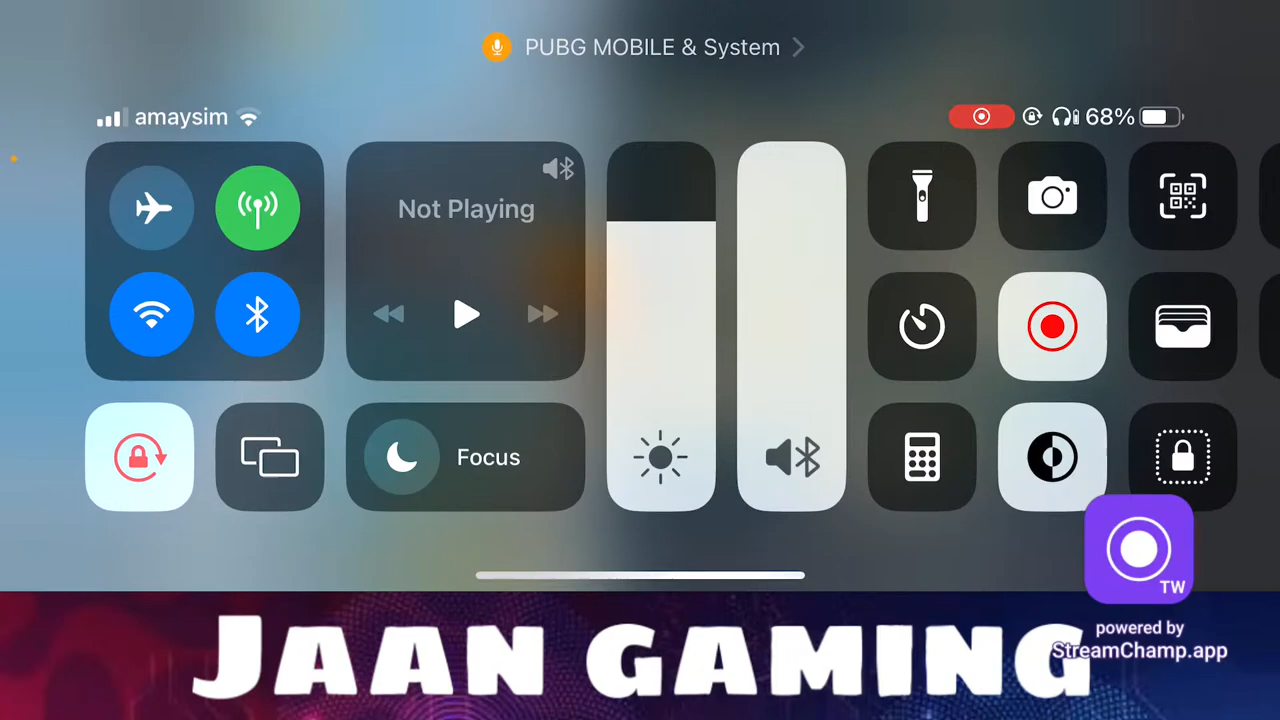 PUBG MOBILE & System
amaysim
68%
Not Playing
Focus
TW
powered by
StreamChamp.app
JAAN GAMING